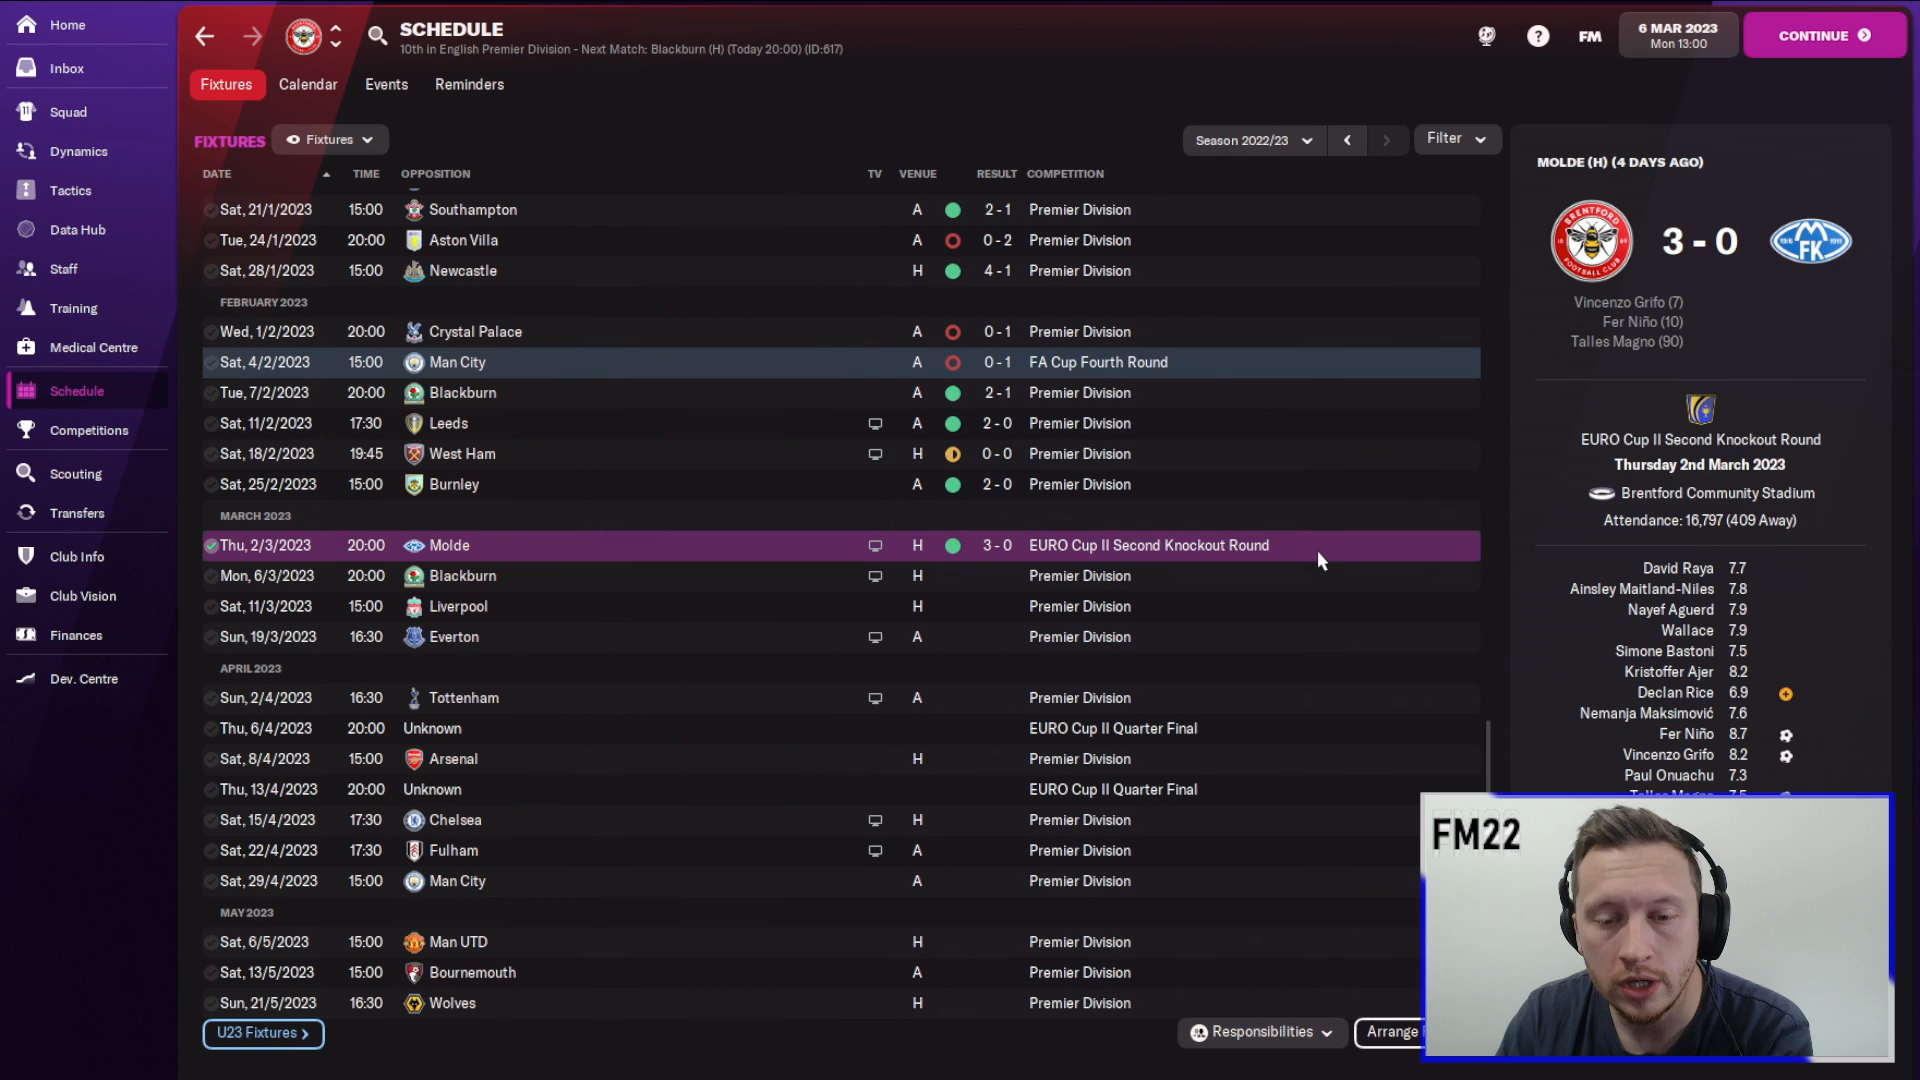 Home
Inbox
Squad
Dynamics
Tactics
Data Hub
Staff
Training
Medical Centre
Schedule
Competitions
Scouting
Transfers
Club Info
Club Vision
Finances
Dev. Centre
SCHEDULE
10th in English Premier Division - Next Match: Blackburn (H) (Today 20:00) (ID:617)
FM
6 MAR 2023
Mon 13:00
CONTINUE
Fixtures Calendar Events Reminders
FIXTURES Fixtures Season 2022/23 Filter
DATE TIME OPPOSITION TV VENUE RESULT COMPETITION
Sat, 21/1/2023 15:00 Southampton A 2 - 1 Premier Division
Tue, 24/1/2023 20:00 Aston Villa A 0 - 2 Premier Division
Sat, 28/1/2023 15:00 Newcastle H 4 - 1 Premier Division
FEBRUARY 2023
Wed, 1/2/2023 20:00 Crystal Palace A 0 - 1 Premier Division
Sat, 4/2/2023 15:00 Man City A 0 - 1 FA Cup Fourth Round
Tue, 7/2/2023 20:00 Blackburn A 2 - 1 Premier Division
Sat, 11/2/2023 17:30 Leeds A 2 - 0 Premier Division
Sat, 18/2/2023 19:45 West Ham H 0 - 0 Premier Division
Sat, 25/2/2023 15:00 Burnley A 2 - 0 Premier Division
MARCH 2023
Thu, 2/3/2023 20:00 Molde H 3 - 0 EURO Cup II Second Knockout Round
Mon, 6/3/2023 20:00 Blackburn H Premier Division
Sat, 11/3/2023 15:00 Liverpool H Premier Division
Sun, 19/3/2023 16:30 Everton A Premier Division
APRIL 2023
Sun, 2/4/2023 16:30 Tottenham A Premier Division
Thu, 6/4/2023 20:00 Unknown EURO Cup II Quarter Final
Sat, 8/4/2023 15:00 Arsenal H Premier Division
Thu, 13/4/2023 20:00 Unknown EURO Cup II Quarter Final
Sat, 15/4/2023 17:30 Chelsea H Premier Division
Sat, 22/4/2023 17:30 Fulham A Premier Division
Sat, 29/4/2023 15:00 Man City A Premier Division
MAY 2023
Sat, 6/5/2023 15:00 Man UTD H Premier Division
Sat, 13/5/2023 15:00 Bournemouth A Premier Division
Sun, 21/5/2023 16:30 Wolves H Premier Division
U23 Fixtures
Responsibilities
Arrange
MOLDE (H) (4 DAYS AGO)
BRENTFORD
FOOTBALL CLUB
3 - 0
MFK
Vincenzo Grifo (7)
Fer Niño (10)
Talles Magno (90)
EURO Cup II Second Knockout Round
Thursday 2nd March 2023
Brentford Community Stadium
Attendance: 16,797 (409 Away)
David Raya 7.7
Ainsley Maitland-Niles 7.8
Nayef Aguerd 7.9
Wallace 7.9
Simone Bastoni 7.5
Kristoffer Ajer 8.2
Declan Rice 6.9
Nemanja Maksimović 7.6
Fer Niño 8.7
Vincenzo Grifo 8.2
Paul Onuachu 7.3
FM22